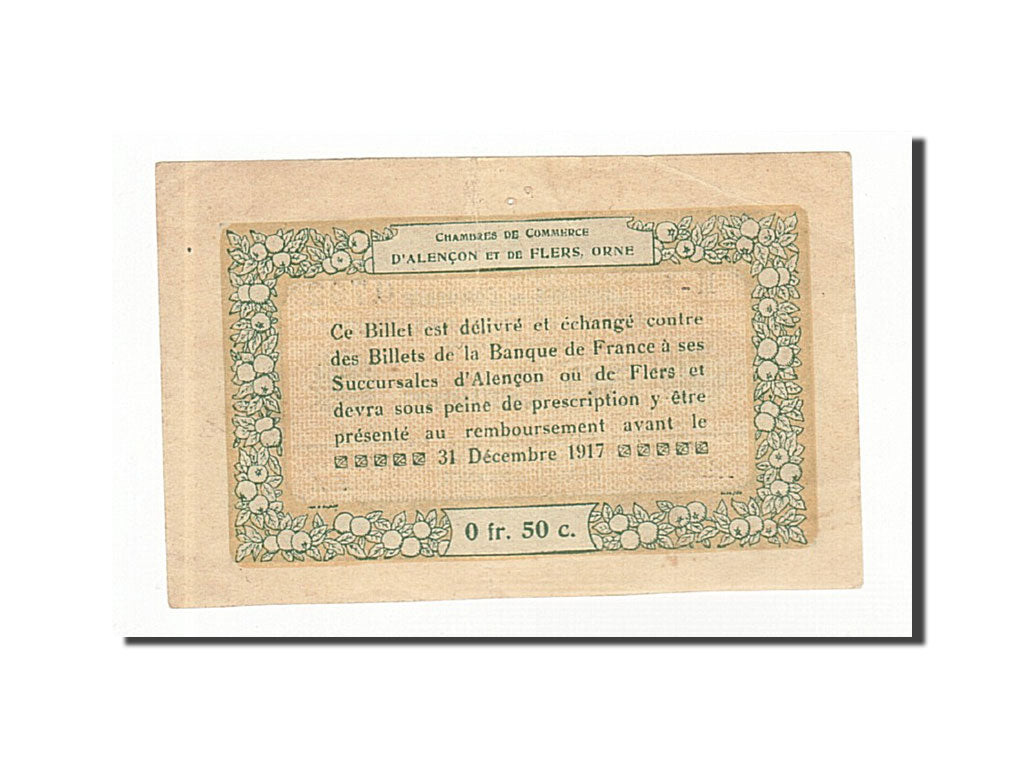 CHAMBRES DE COMMERCE
D'ALENÇON ET DE FLERS, ORNE
Ce Billet est délivré et échangé contre
des Billets de la Banque de France à ses
Succursales d'Alençon ou de Flers et
devra sous peine de prescription y être
présenté au remboursement avant le
31 Décembre 1917
0 fr. 50 c.